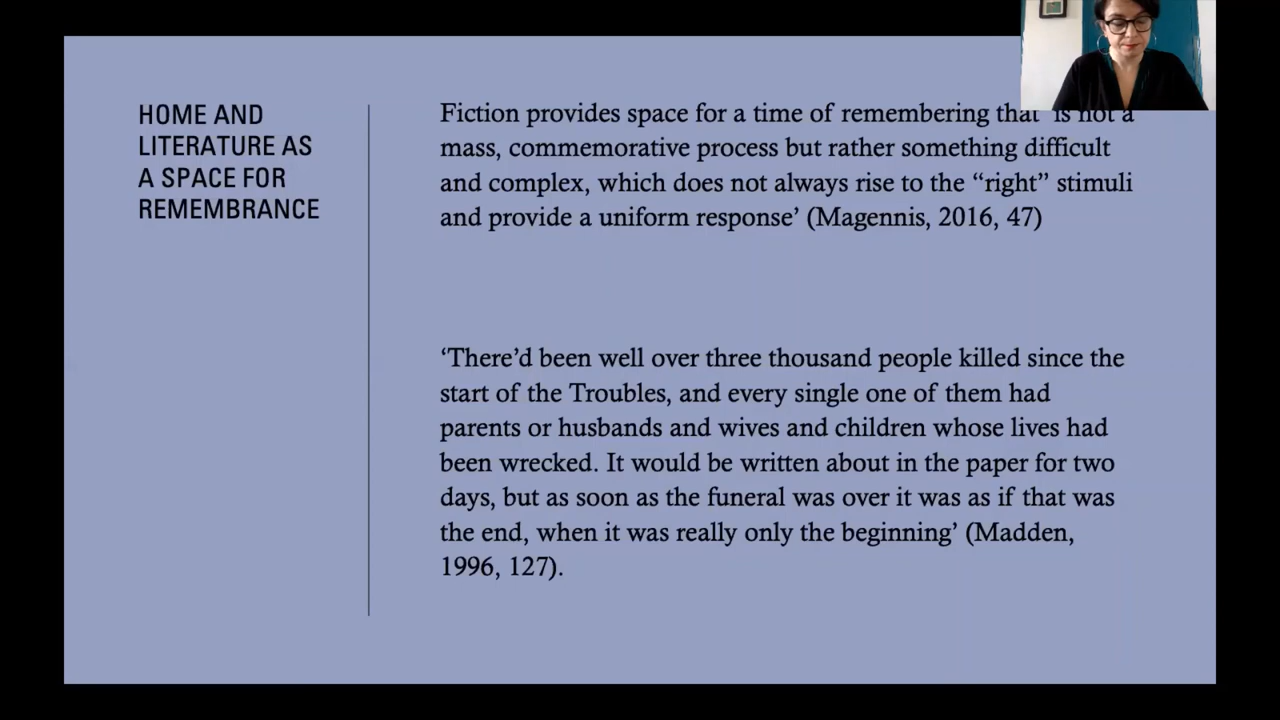 HOME AND
LITERATURE AS
A SPACE FOR
REMEMBRANCE
Fiction provides space for a time of remembering that ‘is not a
mass, commemorative process but rather something difficult
and complex, which does not always rise to the “right” stimuli
and provide a uniform response’ (Magennis, 2016, 47)
‘There’d been well over three thousand people killed since the
start of the Troubles, and every single one of them had
parents or husbands and wives and children whose lives had
been wrecked. It would be written about in the paper for two
days, but as soon as the funeral was over it was as if that was
the end, when it was really only the beginning’ (Madden,
1996, 127).